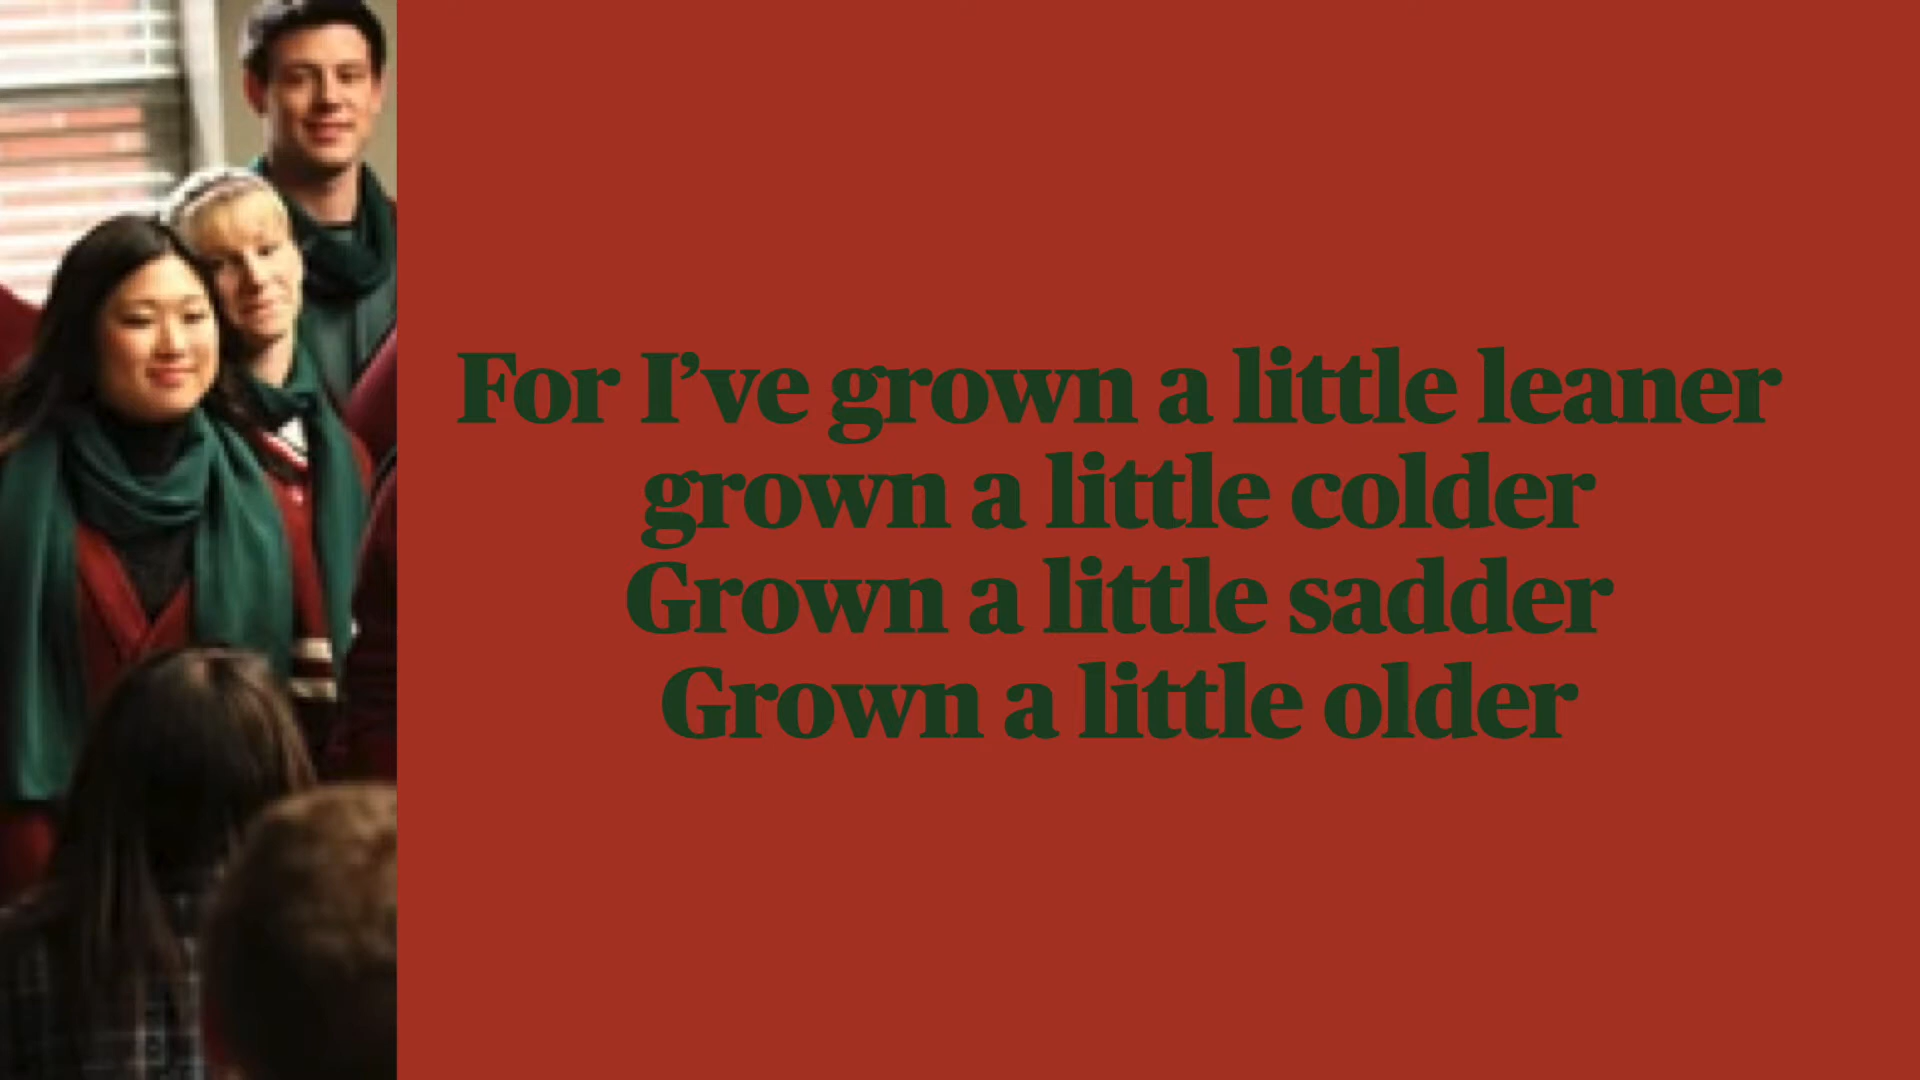 For I’ve grown a little leaner
grown a little colder
Grown a little sadder
Grown a little older